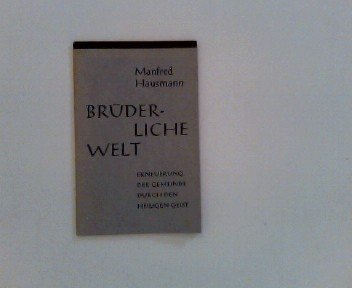 Manfred
Hausmann
BRÜDER-
LICHE
WELT
ERNEUERUNG
DER GEMEINDE
DURCH DEN
HEILIGEN GEIST